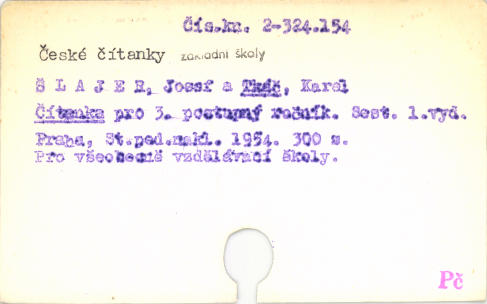 Čís.kn. 2-324.154
České čítanky základní školy
Š L A J E R, Josef a Tkáč, Karel
Čítanka pro 3. postupný ročník. Sest. 1.vyd.
Praha, St.ped.nakl. 1954. 300 s.
Pro všeobecně vzdělávací školy.
Pč